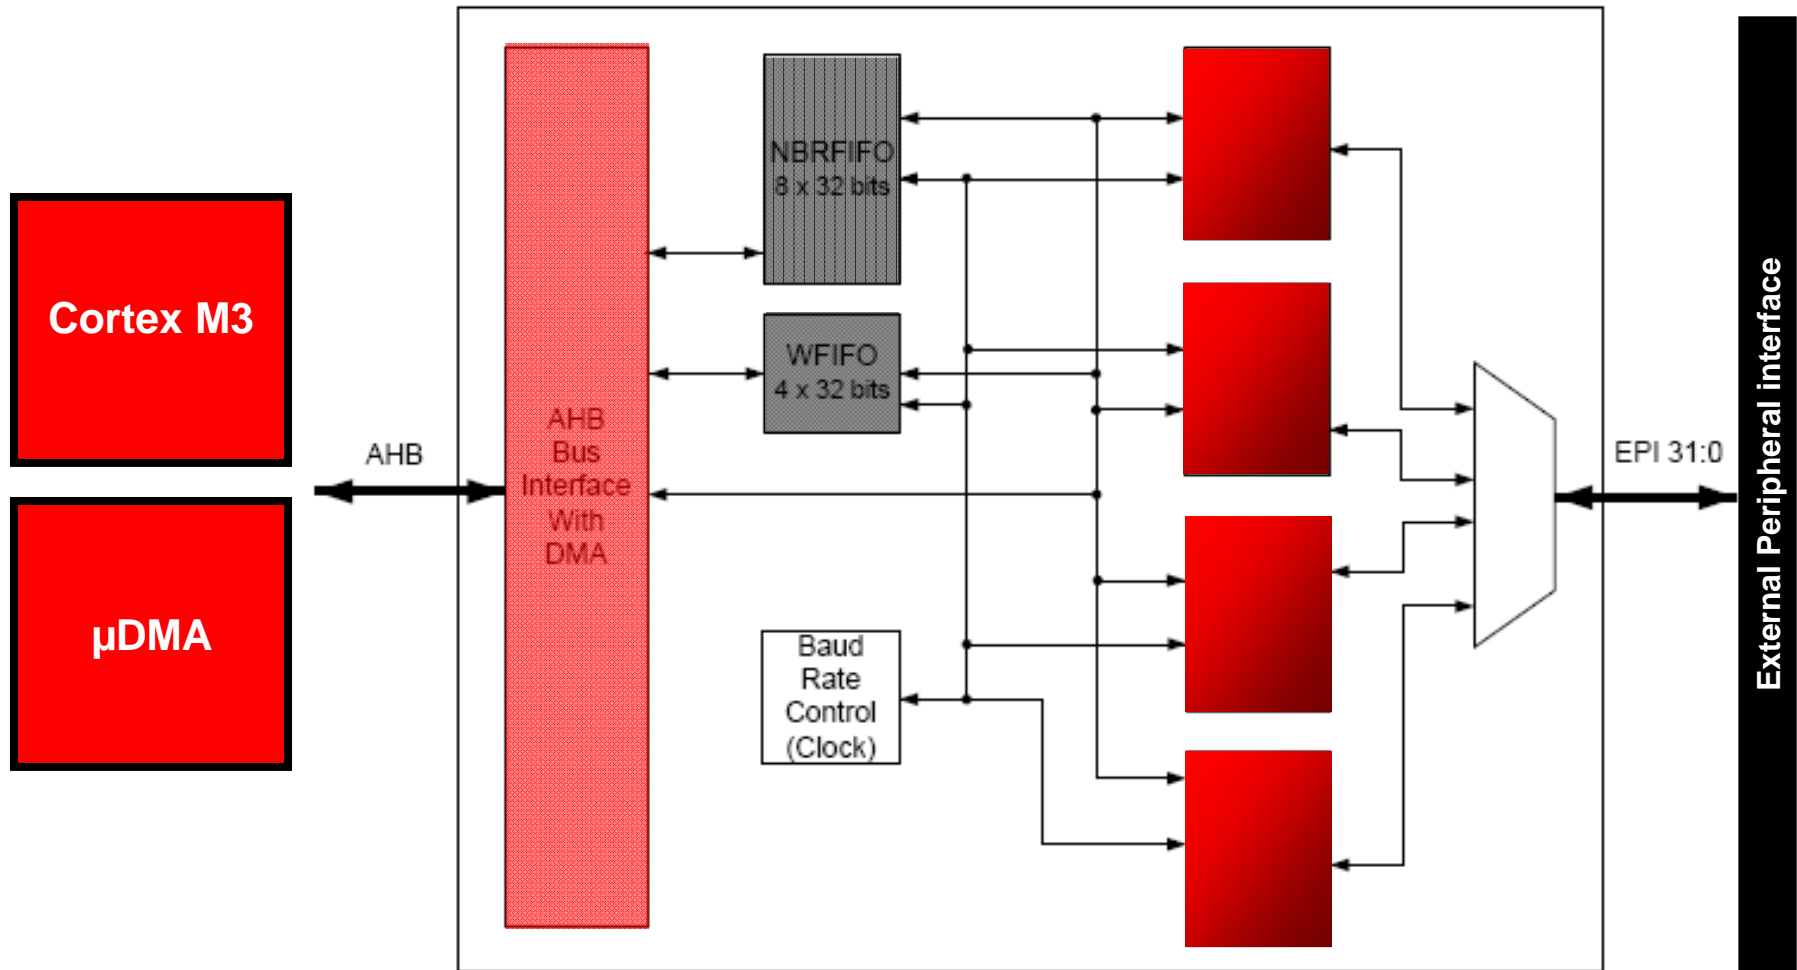 Cortex M3
µDMA
AHB
AHB
Bus
Interface
With
DMA
NBRFIFO
8 x 32 bits
WFIFO
4 x 32 bits
Baud
Rate
Control
(Clock)
EPI 31:0
External Peripheral interface